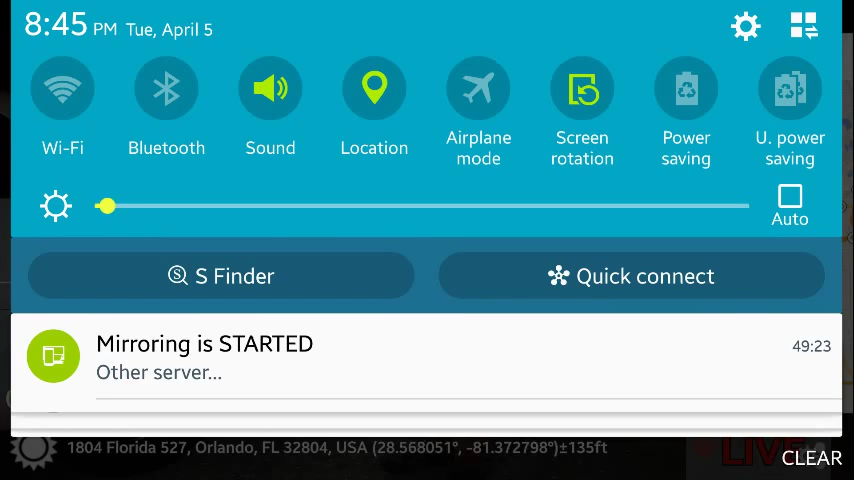 8:45 PM Tue, April 5
Wi-Fi
Bluetooth
Sound
Location
Airplane
mode
Screen
rotation
Power
saving
U. power
saving
Auto
S Finder
Quick connect
Mirroring is STARTED
49:23
Other server...
1804 Florida 527, Orlando, FL 32804, USA (28.568051°, -81.372798°)±135ft
LIVE
CLEAR